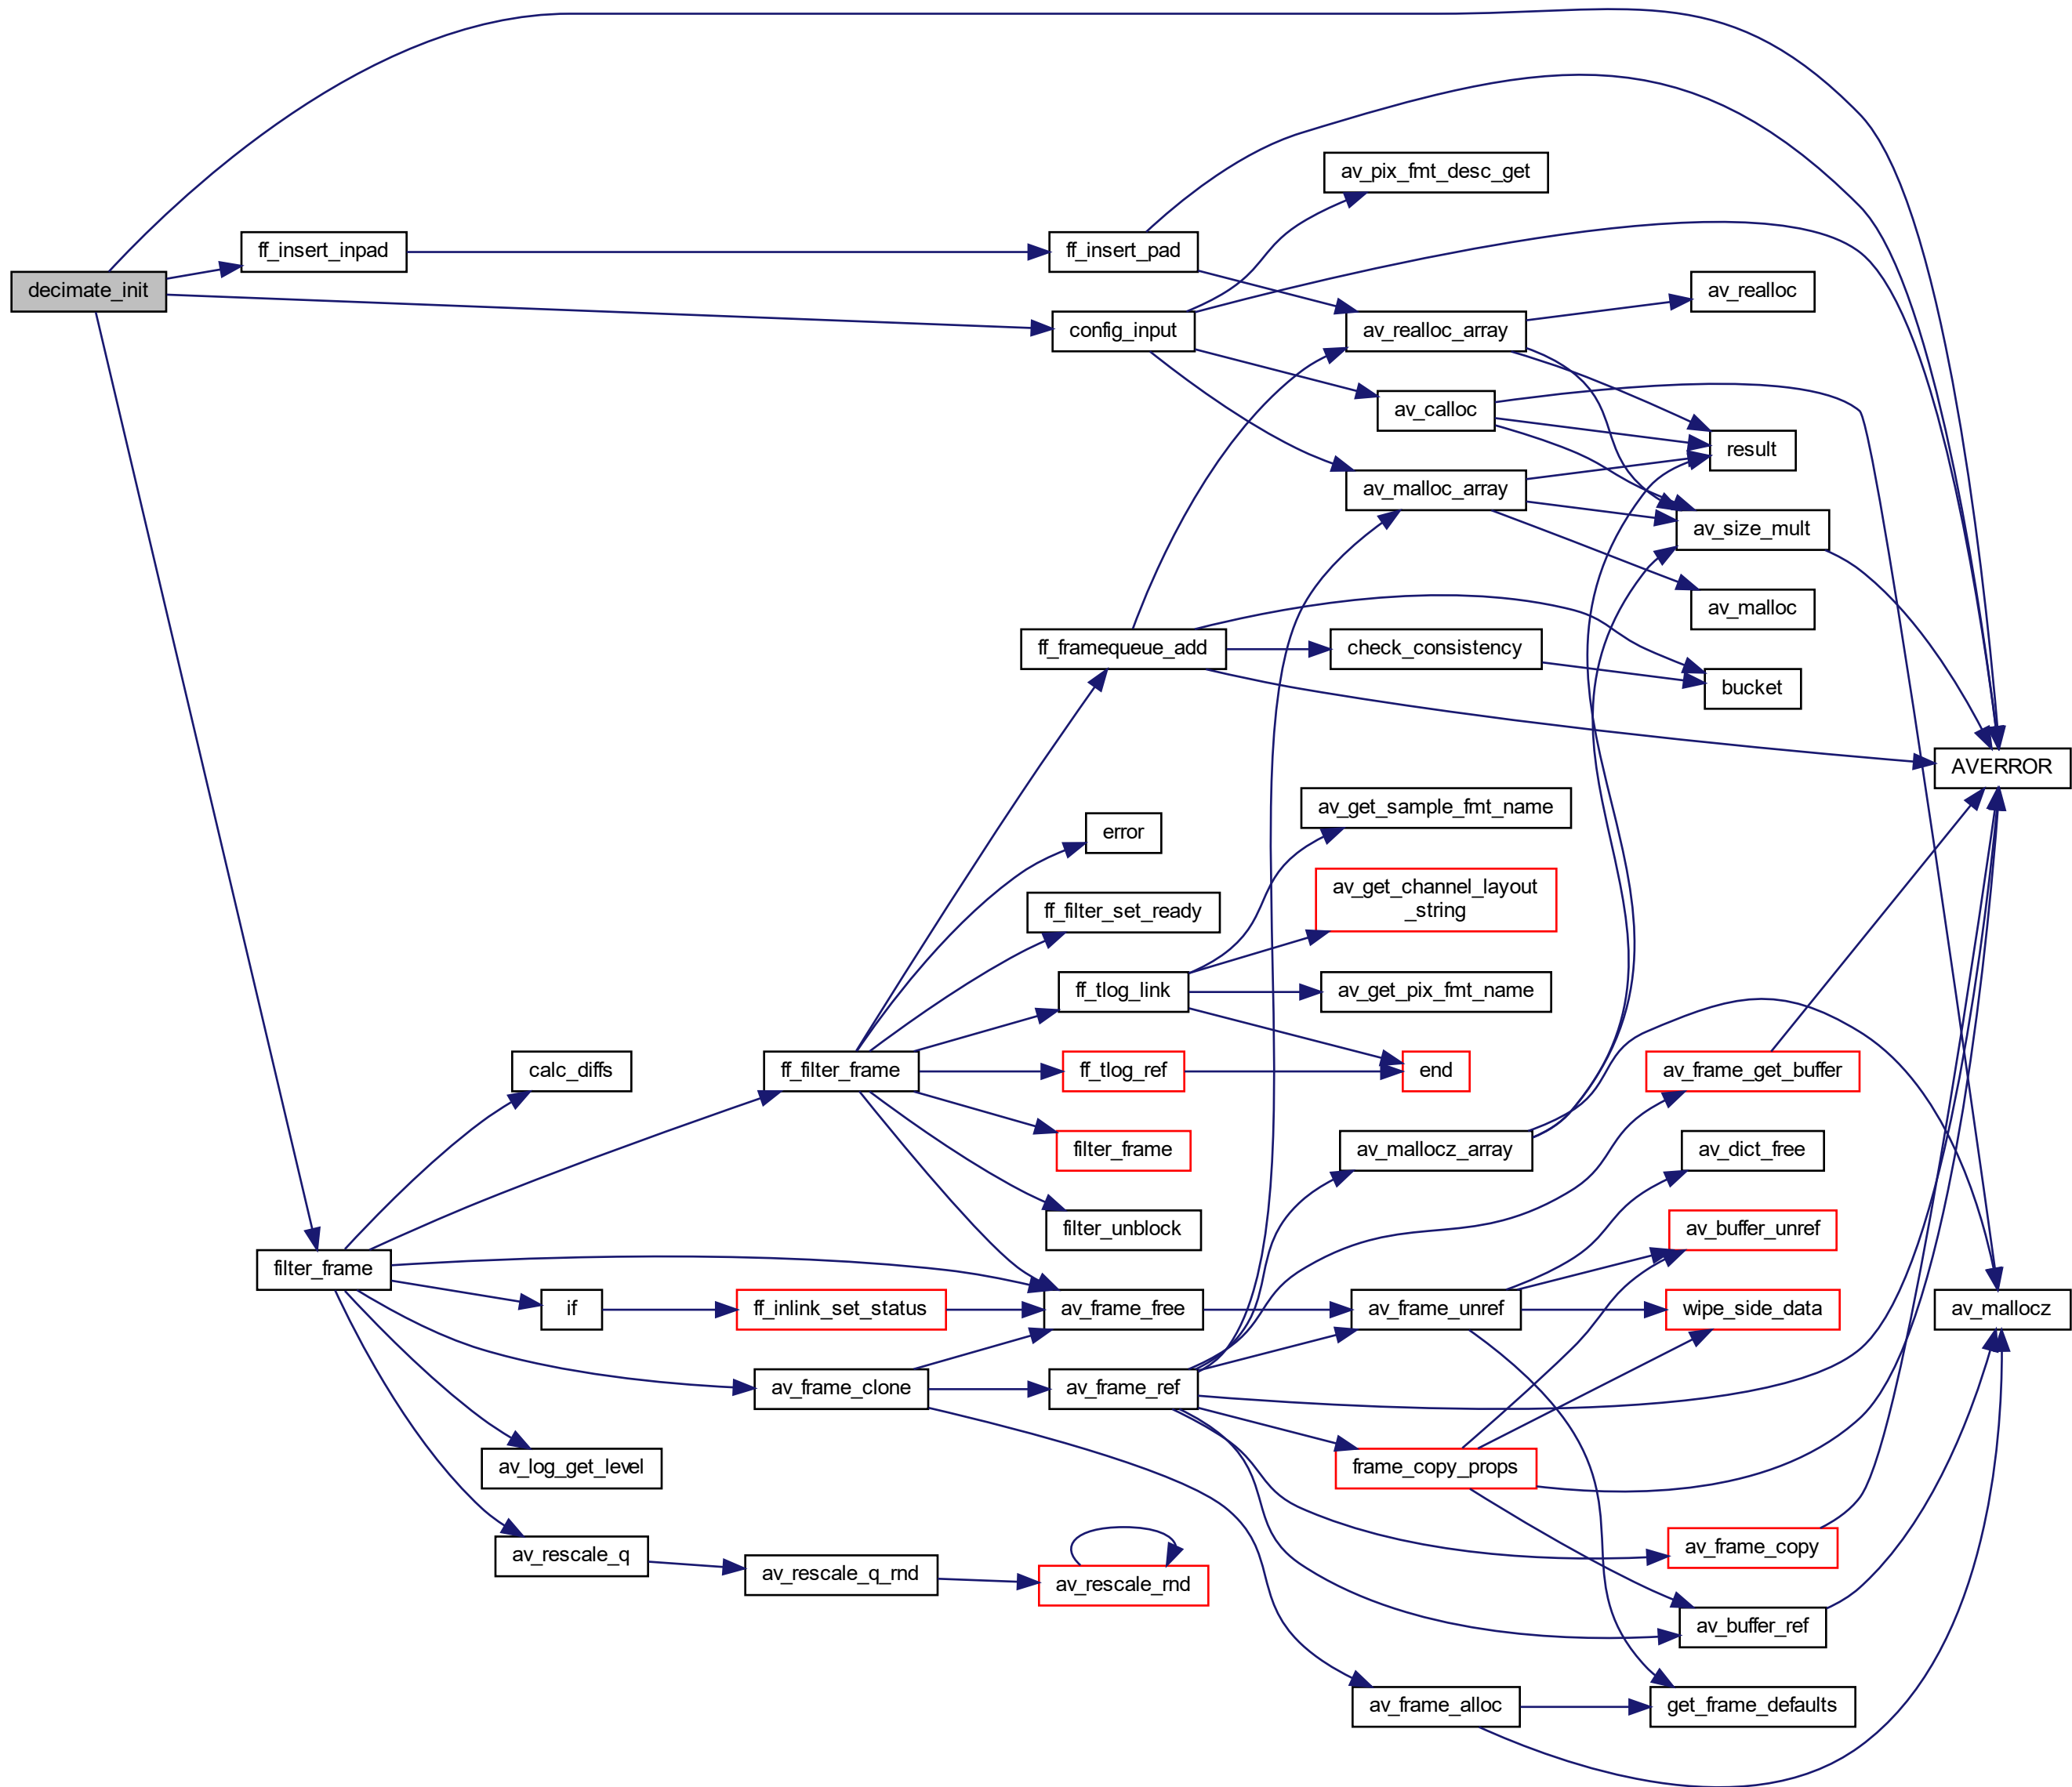 decimate_init
ff_insert_inpad
ff_insert_pad
config_input
av_pix_fmt_desc_get
av_realloc_array
av_realloc
av_calloc
result
av_malloc_array
av_size_mult
av_malloc
ff_framequeue_add
check_consistency
bucket
AVERROR
error
av_get_sample_fmt_name
ff_filter_set_ready
av_get_channel_layout
_string
ff_tlog_link
av_get_pix_fmt_name
calc_diffs
ff_filter_frame
ff_tlog_ref
end
av_frame_get_buffer
filter_frame
av_mallocz_array
av_dict_free
filter_unblock
av_buffer_unref
filter_frame
if
ff_inlink_set_status
av_frame_free
av_frame_unref
wipe_side_data
av_mallocz
av_frame_clone
av_frame_ref
av_log_get_level
frame_copy_props
av_rescale_q
av_rescale_q_rnd
av_rescale_rnd
av_frame_copy
av_buffer_ref
av_frame_alloc
get_frame_defaults